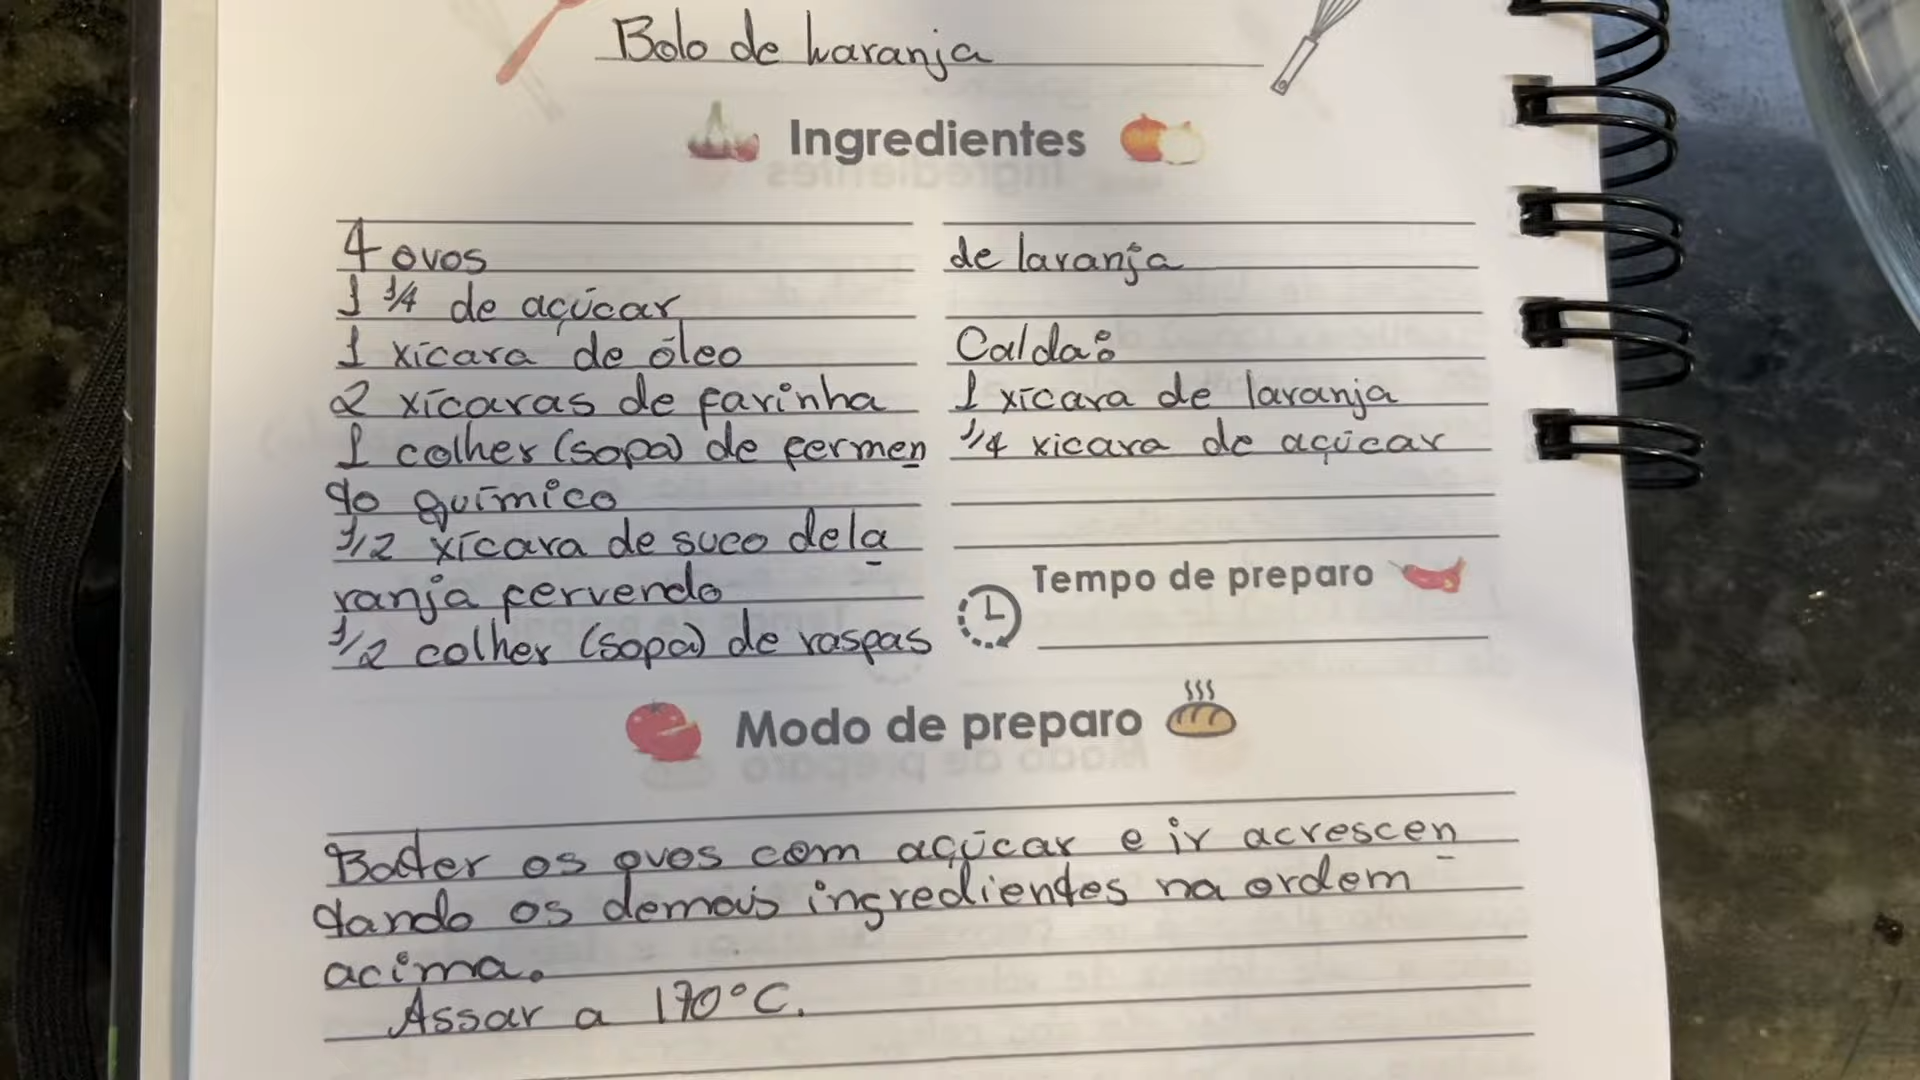 Bolo de Laranja
Ingredientes
4 ovos
1 1/4 de açúcar
1 xícara de óleo
2 xícaras de farinha
1 colher (sopa) de fermen
to químico
1/2 xícara de suco de la
ranja fervendo
1/2 colher (sopa) de raspas
de laranja
Calda:
1 xícara de laranja
1/4 xícara de açúcar
Tempo de preparo
Modo de preparo
Bater os ovos com açúcar e ir acrescen
tando os demais ingredientes na ordem
acima.
Assar a 170°C.